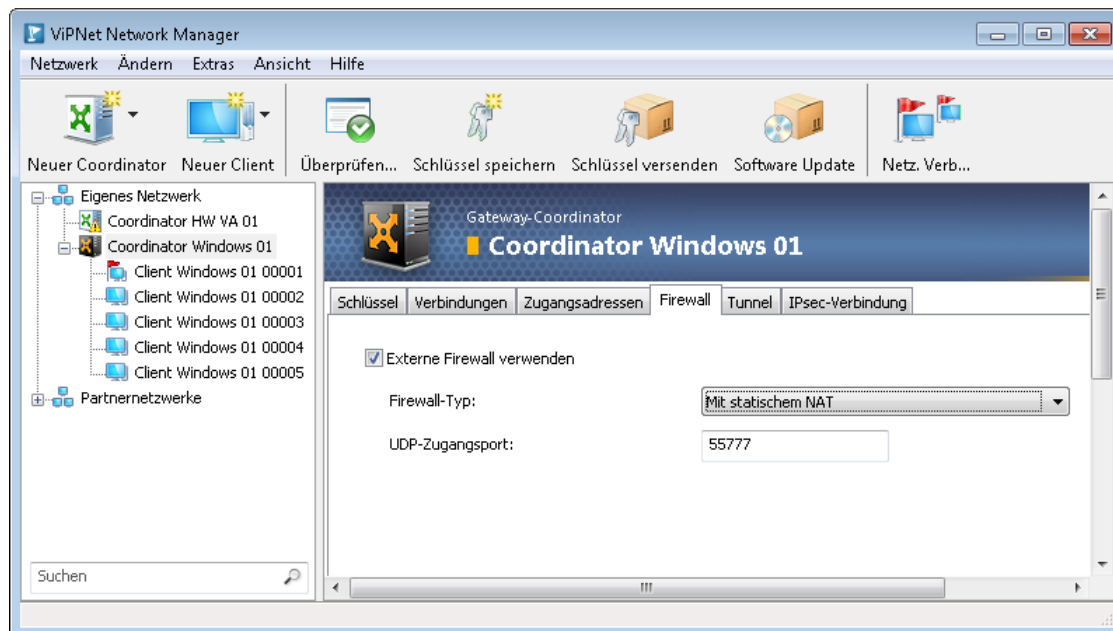 ViPNet Network Manager
Netzwerk Ändern Extras Ansicht Hilfe
Neuer Coordinator Neuer Client Überprüfen... Schlüssel speichern Schlüssel versenden Software Update Netz. Verb...
Eigenes Netzwerk
Coordinator HW VA 01
Coordinator Windows 01
Client Windows 01 00001
Client Windows 01 00002
Client Windows 01 00003
Client Windows 01 00004
Client Windows 01 00005
Partnernetzwerke
Suchen
Gateway-Coordinator
Coordinator Windows 01
Schlüssel Verbindungen Zugangsadressen Firewall Tunnel IPsec-Verbindung
Externe Firewall verwenden
Firewall-Typ: Mit statischem NAT
UDP-Zugangsport: 55777